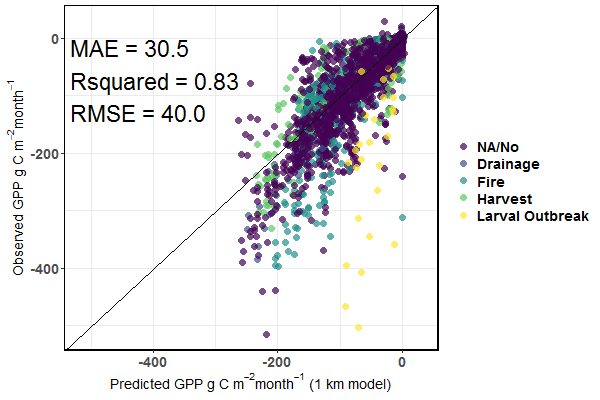 MAE = 30.5
Rsquared = 0.83
RMSE = 40.0
Observed GPP g C m⁻²month⁻¹
0
-200
-400
-400
-200
0
Predicted GPP g C m⁻²month⁻¹ (1 km model)
NA/No
Drainage
Fire
Harvest
Larval Outbreak